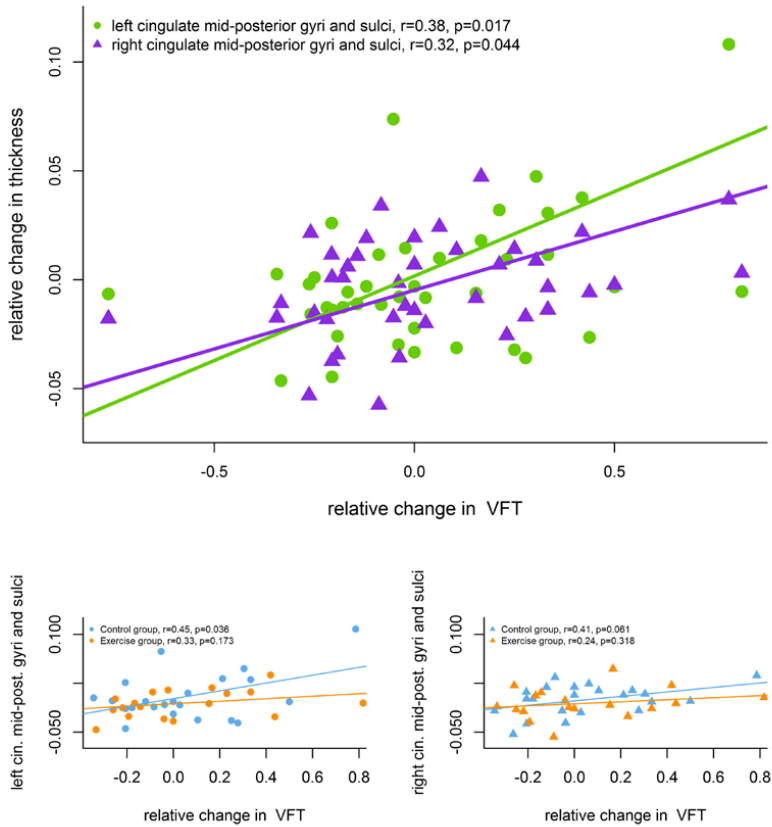 left cingulate mid-posterior gyri and sulci, r=0.38, p=0.017
right cingulate mid-posterior gyri and sulci, r=0.32, p=0.044
relative change in thickness
0.10
0.05
0.00
-0.05
-0.5
0.0
0.5
relative change in VFT
left cin. mid-post. gyri and sulci
Control group, r=0.45, p=0.036
Exercise group, r=0.33, p=0.173
0.100
-0.050
-0.2
0.0
0.2
0.4
0.6
0.8
relative change in VFT
right cin. mid-post. gyri and sulci
Control group, r=0.41, p=0.061
Exercise group, r=0.24, p=0.318
0.100
-0.050
-0.2
0.0
0.2
0.4
0.6
0.8
relative change in VFT